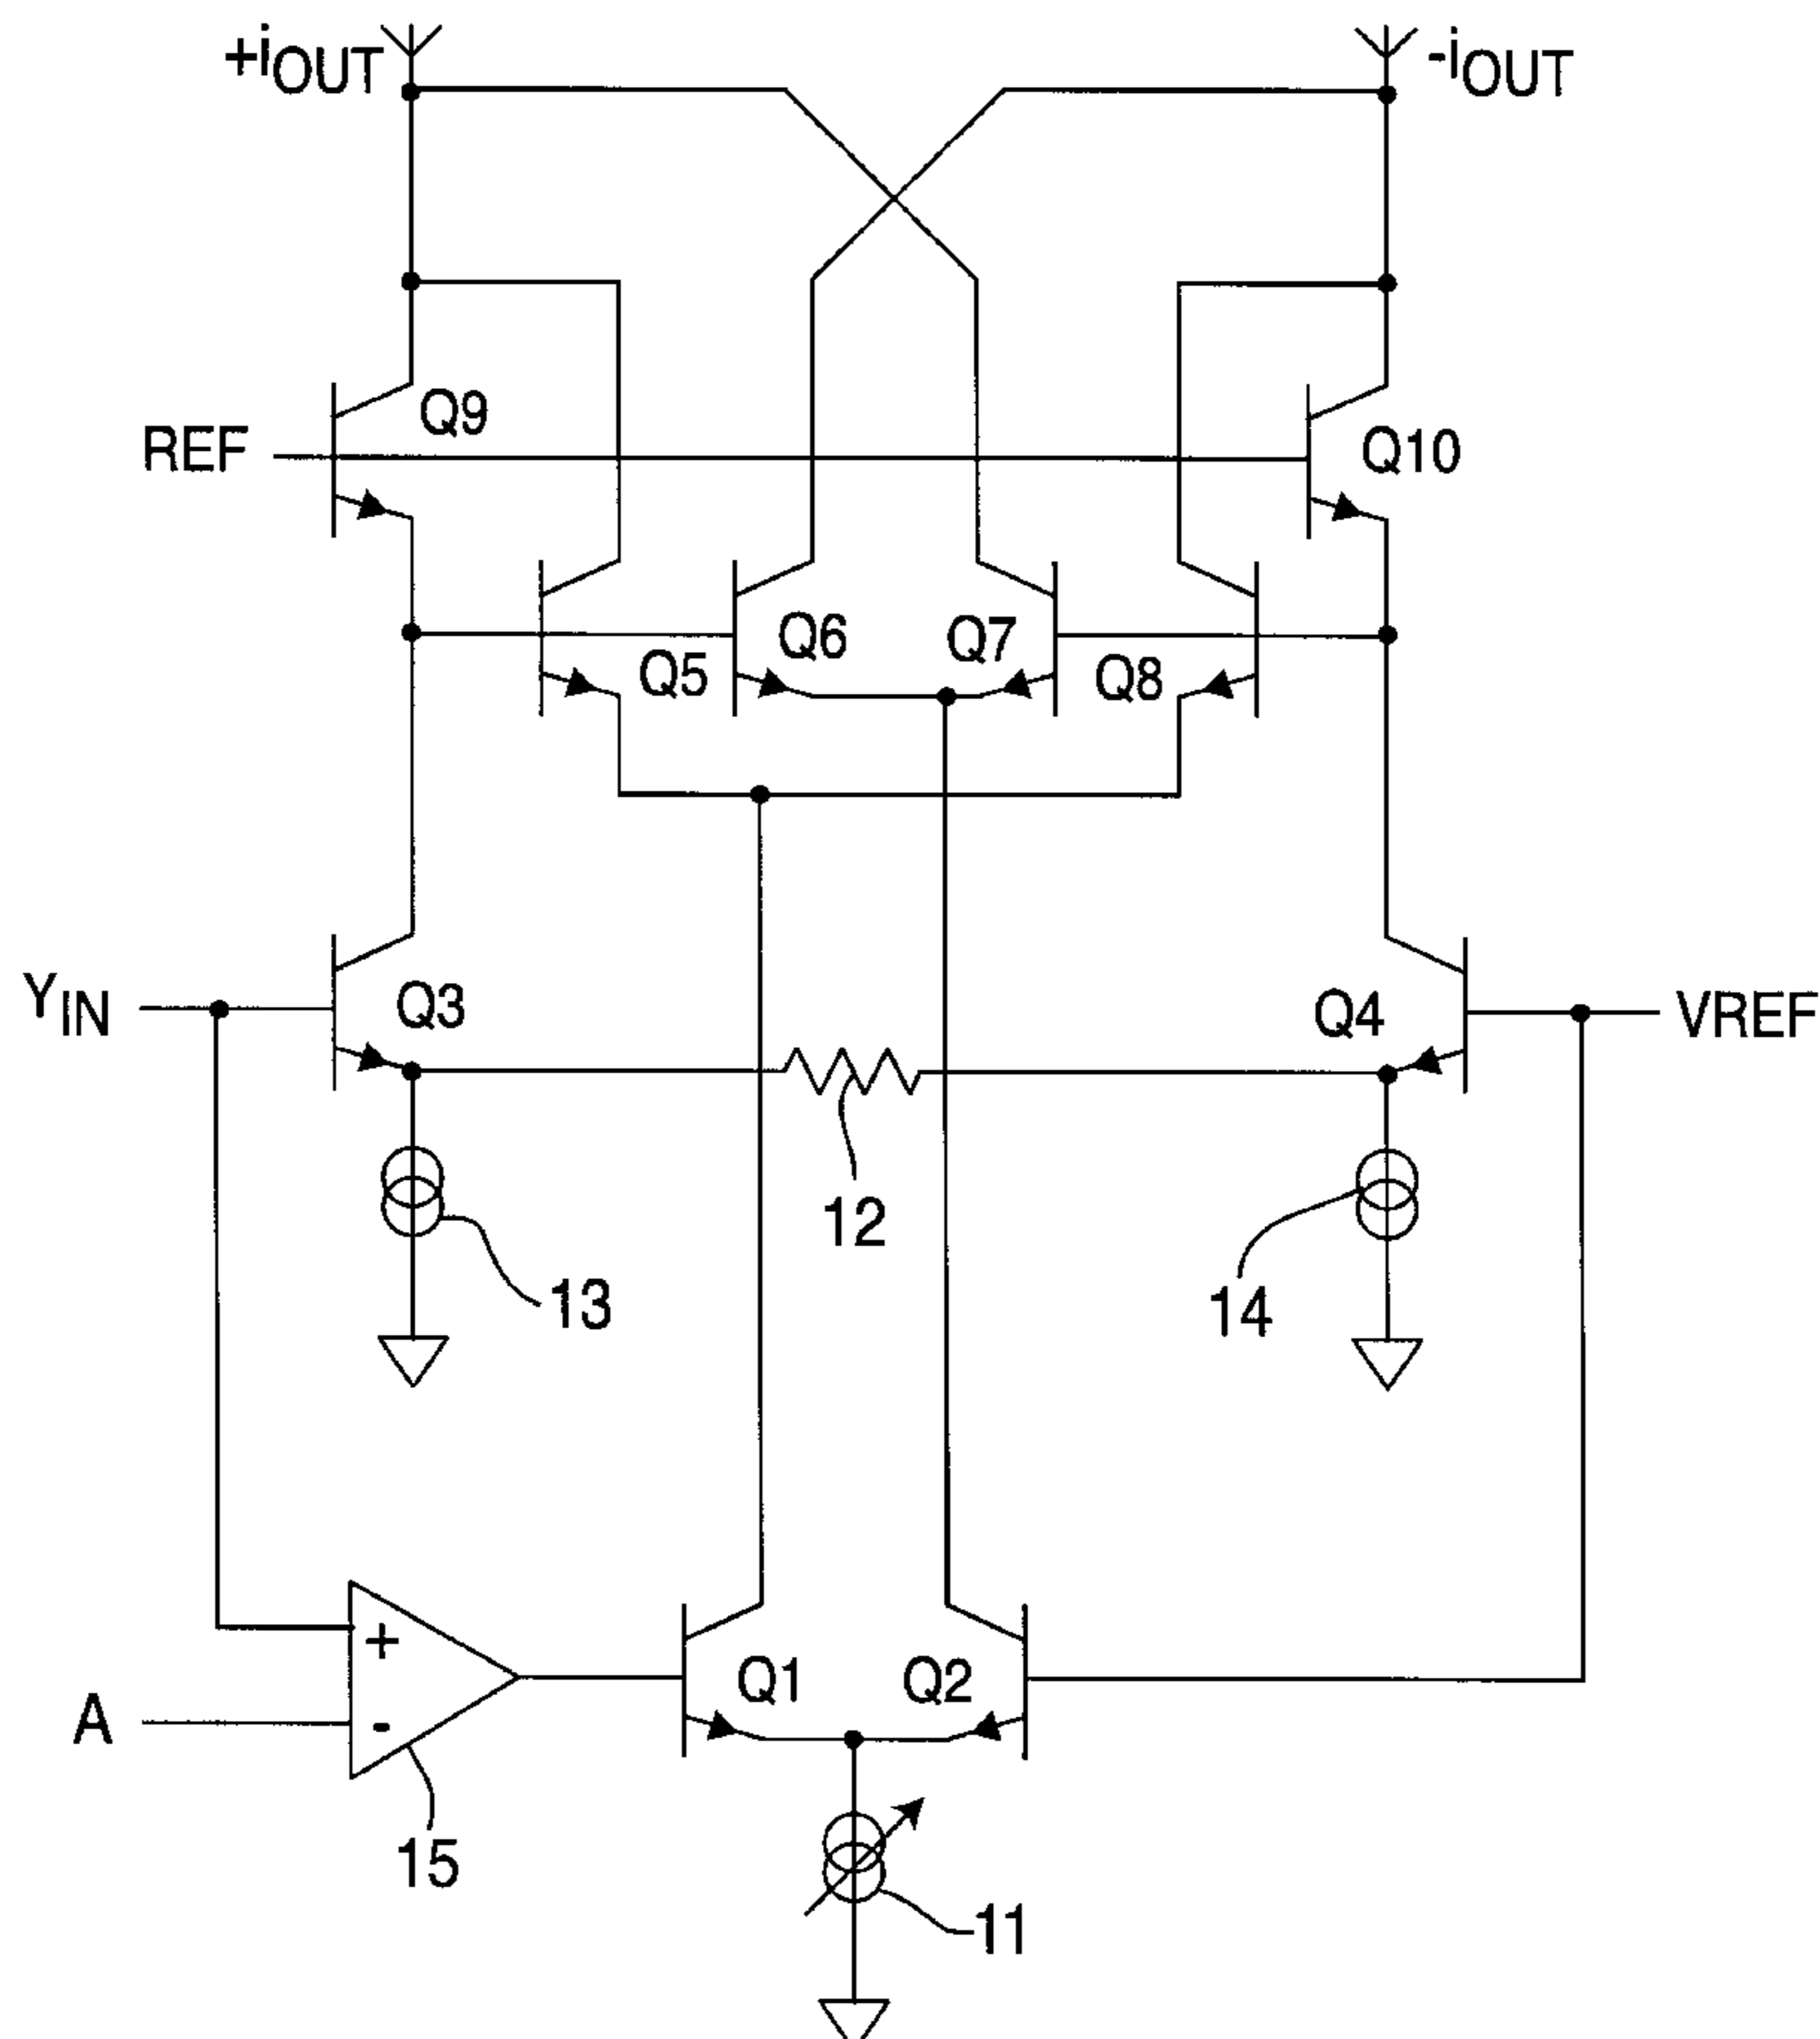 +iOUT
-iOUT
Q9
REF
Q10
Q6
Q7
Q5
Q8
YIN
Q3
Q4
VREF
12
13
14
+
Q1
Q2
A
-
15
11